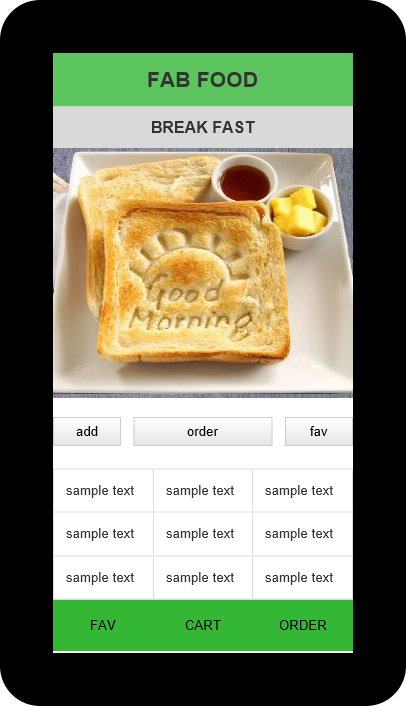 FAB FOOD
BREAK FAST
Good
Morning
add order fav
sample text sample text sample text
sample text sample text sample text
sample text sample text sample text
FAV CART ORDER